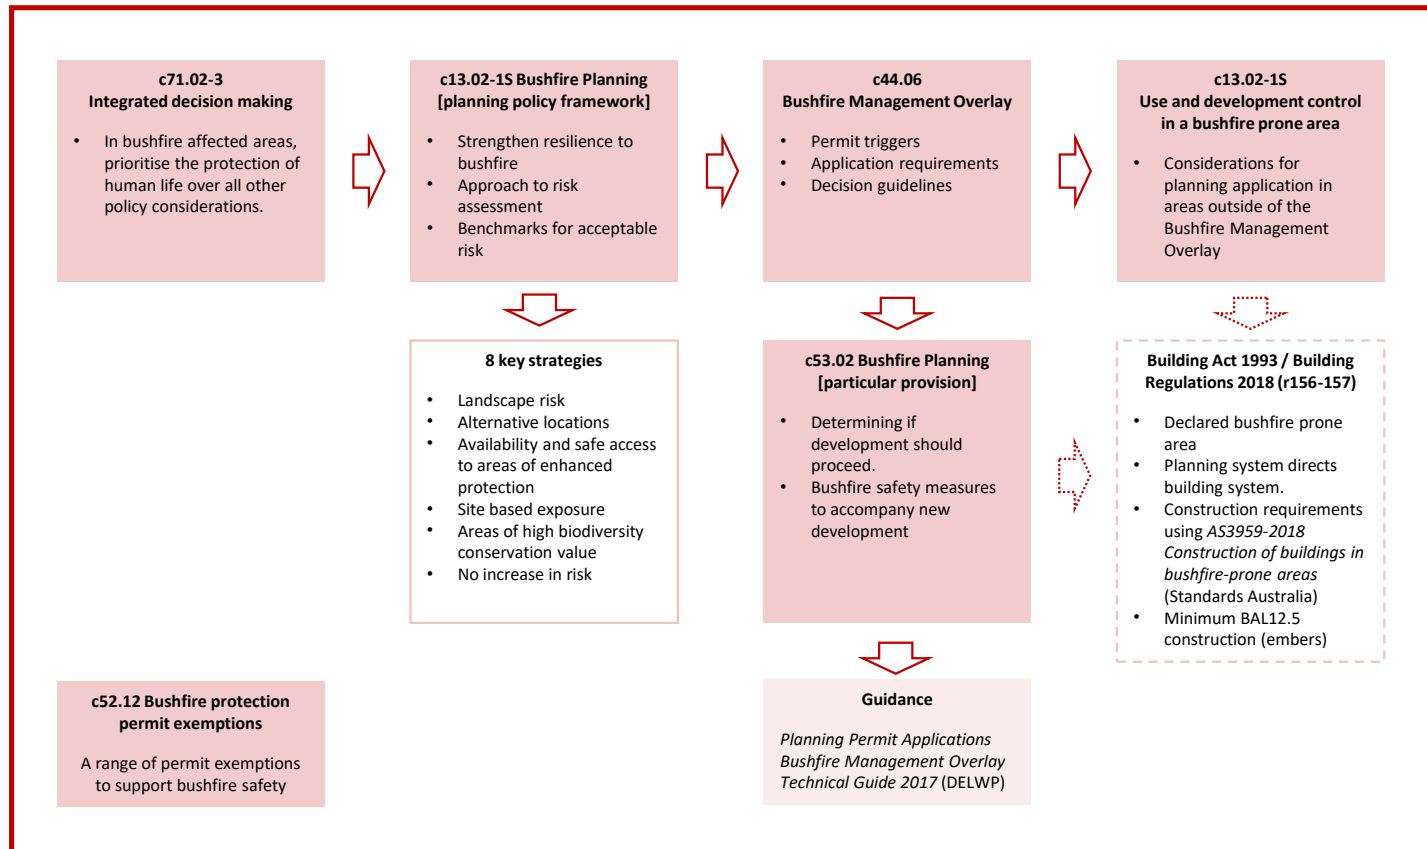 c71.02-3
Integrated decision making
• In bushfire affected areas,
prioritise the protection of
human life over all other
policy considerations.
c13.02-1S Bushfire Planning
[planning policy framework]
• Strengthen resilience to
bushfire
• Approach to risk
assessment
• Benchmarks for acceptable
risk
c44.06
Bushfire Management Overlay
• Permit triggers
• Application requirements
• Decision guidelines
c13.02-1S
Use and development control
in a bushfire prone area
• Considerations for
planning application in
areas outside of the
Bushfire Management
Overlay
8 key strategies
• Landscape risk
• Alternative locations
• Availability and safe access
to areas of enhanced
protection
• Site based exposure
• Areas of high biodiversity
conservation value
• No increase in risk
c53.02 Bushfire Planning
[particular provision]
• Determining if
development should
proceed.
• Bushfire safety measures
to accompany new
development
Building Act 1993 / Building
Regulations 2018 (r156-157)
• Declared bushfire prone
area
• Planning system directs
building system.
• Construction requirements
using AS3959-2018
Construction of buildings in
bushfire-prone areas
(Standards Australia)
• Minimum BAL12.5
construction (embers)
c52.12 Bushfire protection
permit exemptions
A range of permit exemptions
to support bushfire safety
Guidance
Planning Permit Applications
Bushfire Management Overlay
Technical Guide 2017 (DELWP)